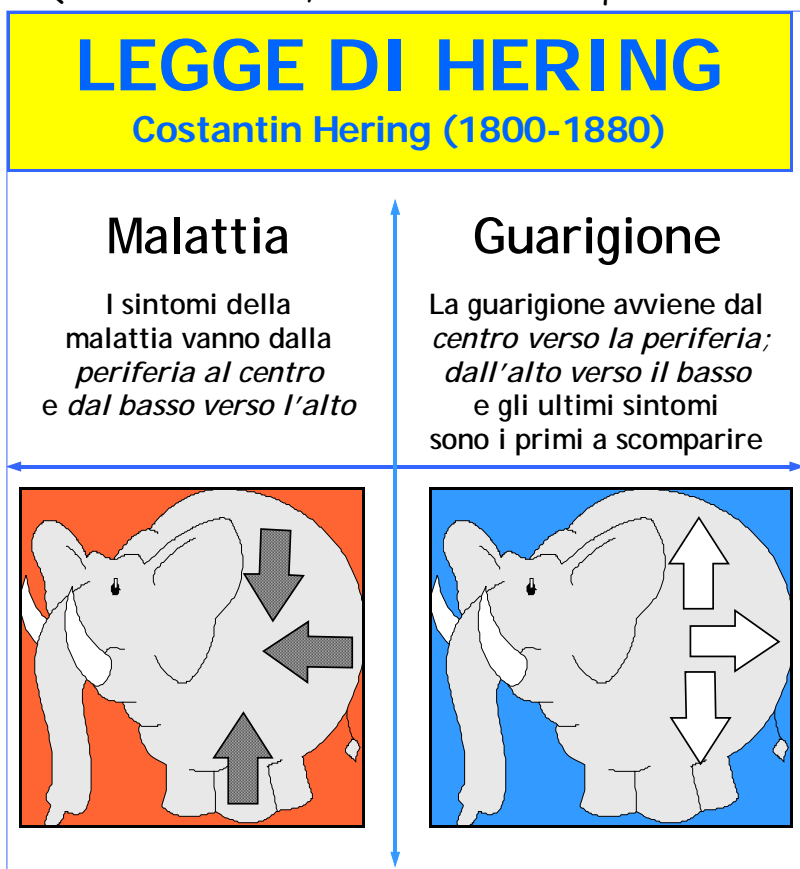 LEGGE DI HERING
Costantin Hering (1800-1880)
Malattia
I sintomi della
malattia vanno dalla
periferia al centro
e dal basso verso l'alto
Guarigione
La guarigione avviene dal
centro verso la periferia;
dall'alto verso il basso
e gli ultimi sintomi
sono i primi a scomparire